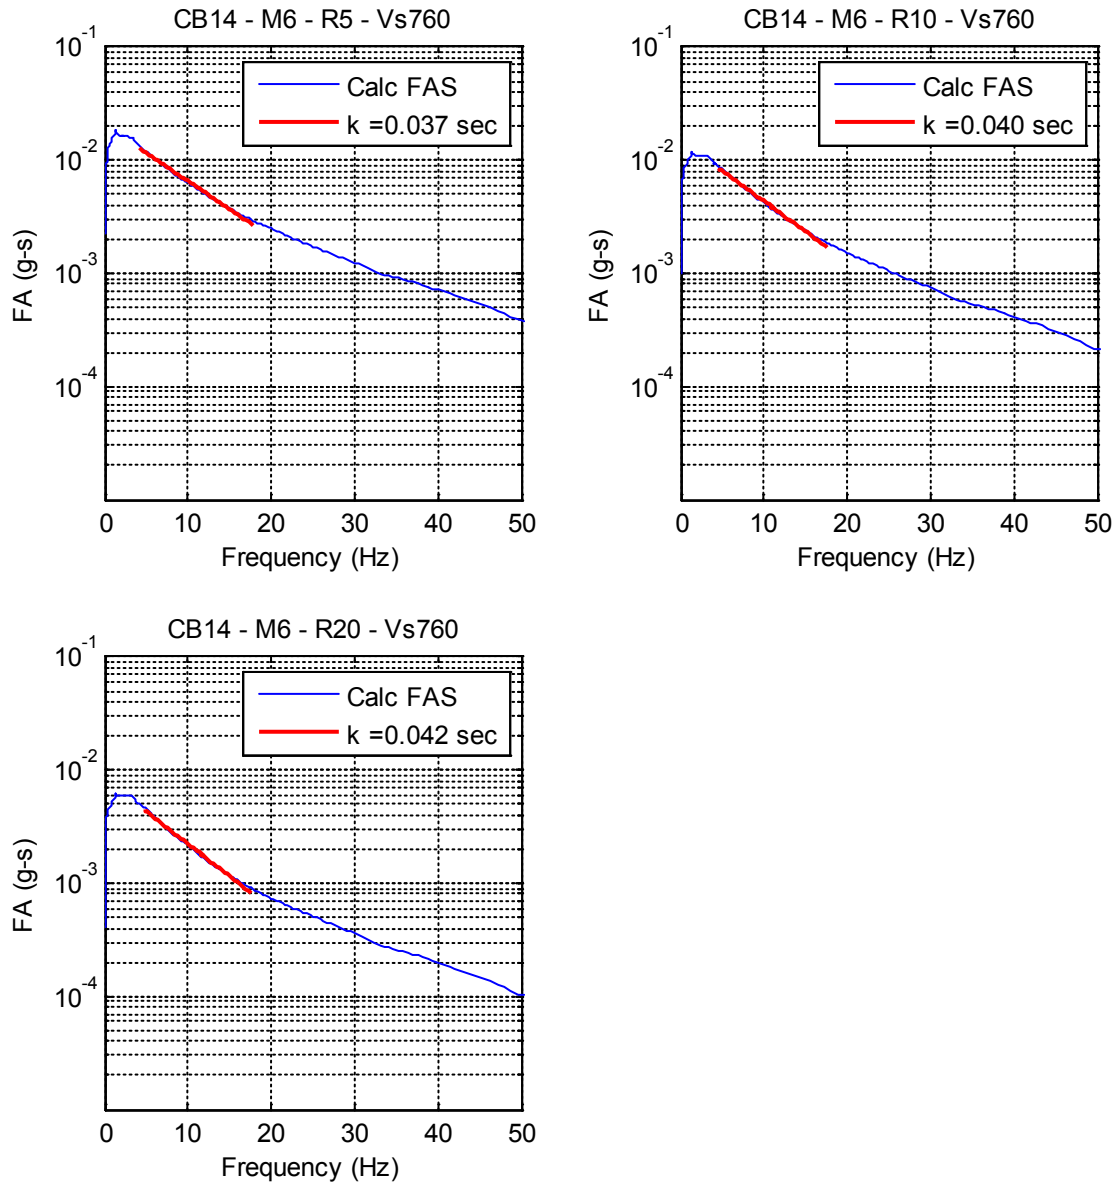 CB14 - M6 - R5 - Vs760
10^-1
Calc FAS
k =0.037 sec
10^-2
10^-3
10^-4
FA (g-s)
0 10 20 30 40 50
Frequency (Hz)
CB14 - M6 - R10 - Vs760
10^-1
Calc FAS
k =0.040 sec
10^-2
10^-3
10^-4
FA (g-s)
0 10 20 30 40 50
Frequency (Hz)
CB14 - M6 - R20 - Vs760
10^-1
Calc FAS
k =0.042 sec
10^-2
10^-3
10^-4
FA (g-s)
0 10 20 30 40 50
Frequency (Hz)